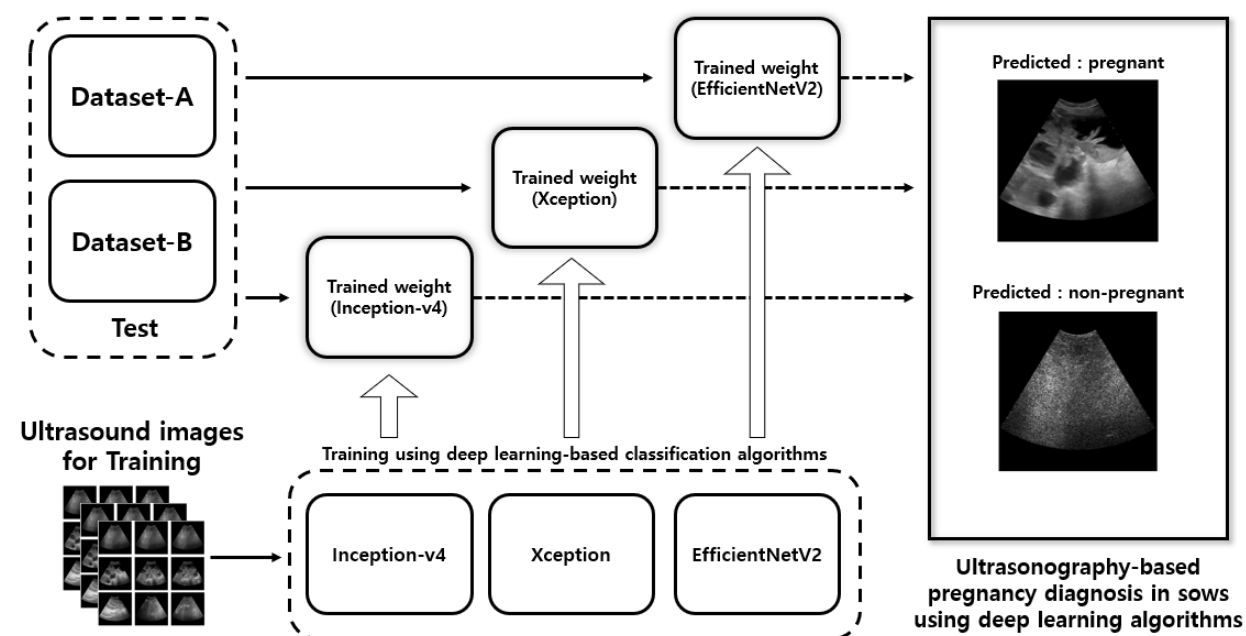 Dataset-A
Dataset-B
Test
Trained weight
(EfficientNetV2)
Trained weight
(Xception)
Trained weight
(Inception-v4)
Predicted : pregnant
Predicted : non-pregnant
Ultrasound images
for Training
Training using deep learning-based classification algorithms
Inception-v4
Xception
EfficientNetV2
Ultrasonography-based
pregnancy diagnosis in sows
using deep learning algorithms